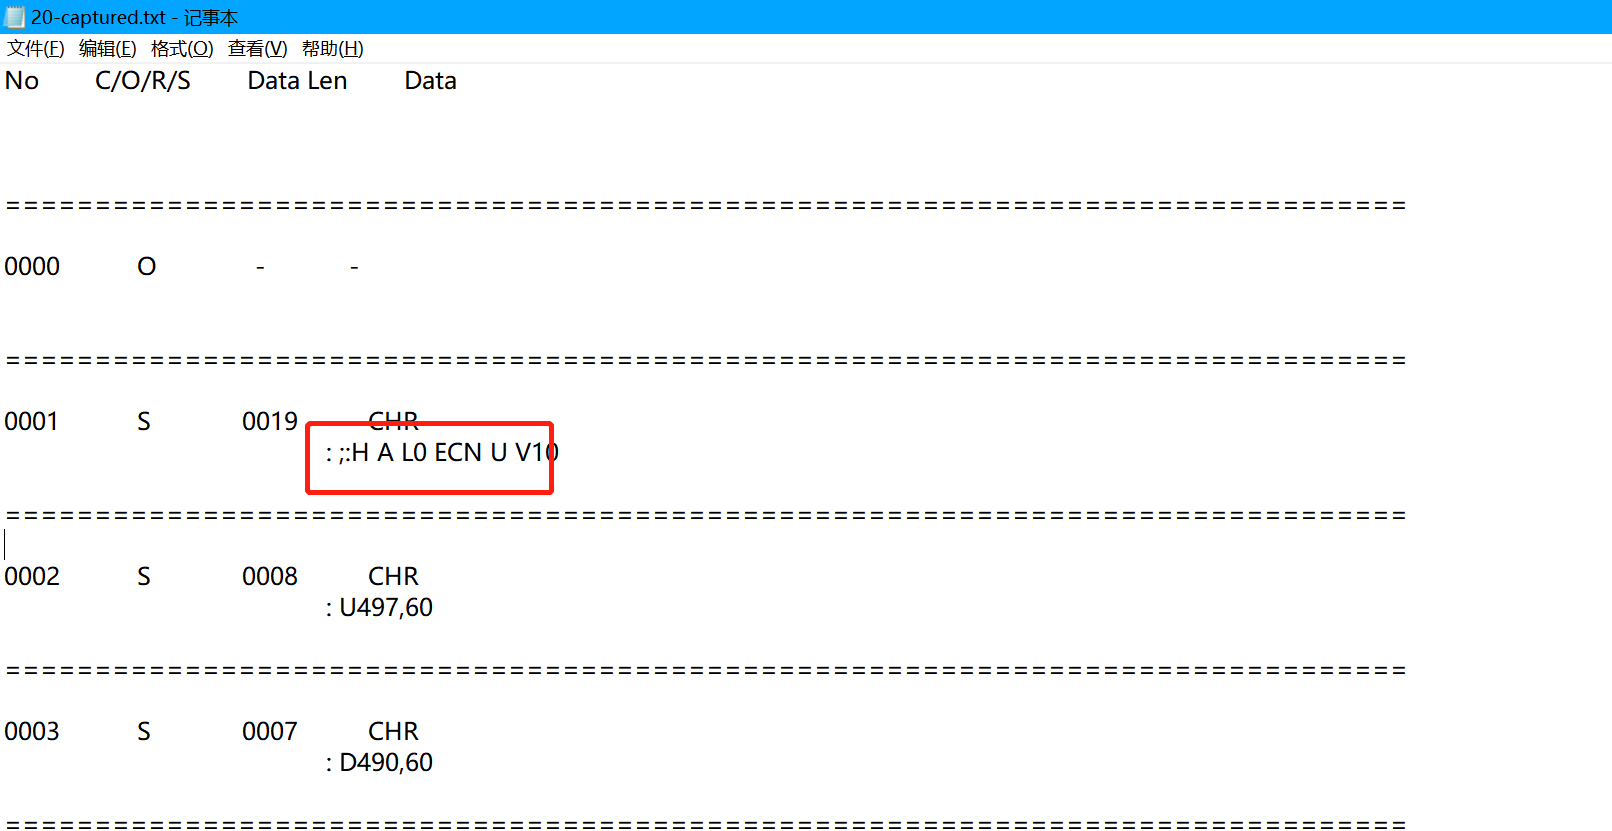 20-captured.txt - 记事本
文件(F) 编辑(E) 格式(O) 查看(V) 帮助(H)
No C/O/R/S Data Len Data
==============================================================================
0000 O - -
==============================================================================
0001 S 0019 CHR
: ;:H A L0 ECN U V10
==============================================================================
0002 S 0008 CHR
: U497,60
==============================================================================
0003 S 0007 CHR
: D490,60
==============================================================================